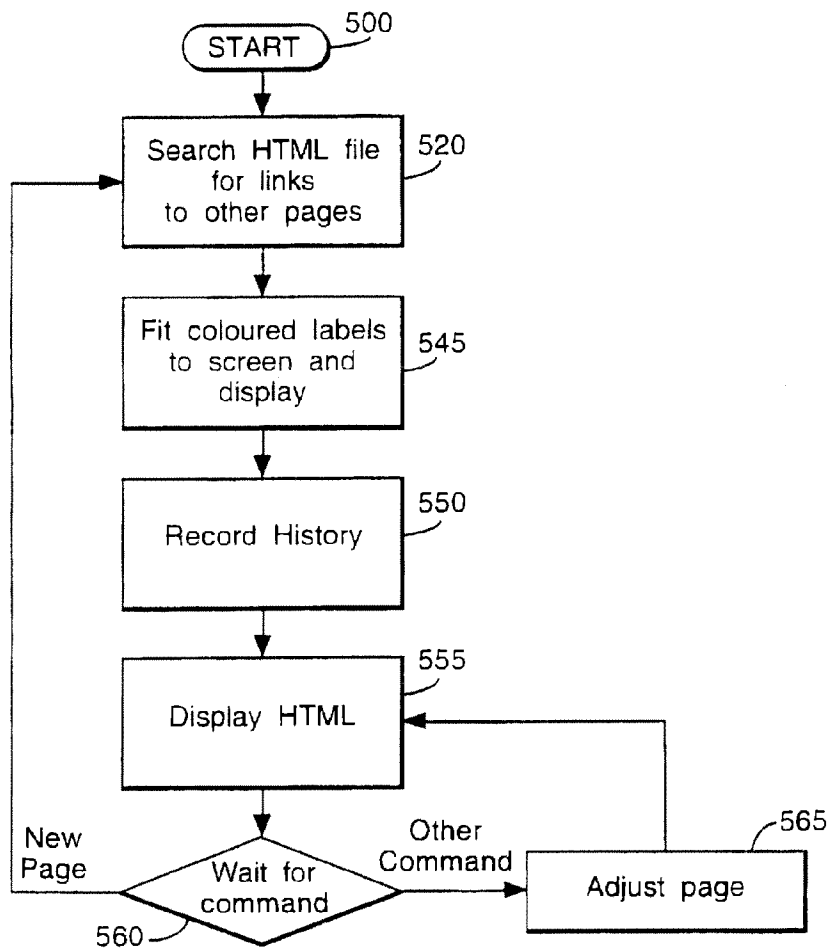 START
500
Search HTML file
for links
to other pages
520
Fit coloured labels
to screen and
display
545
Record History
550
Display HTML
555
Wait for
command
560
New
Page
Other
Command
Adjust page
565